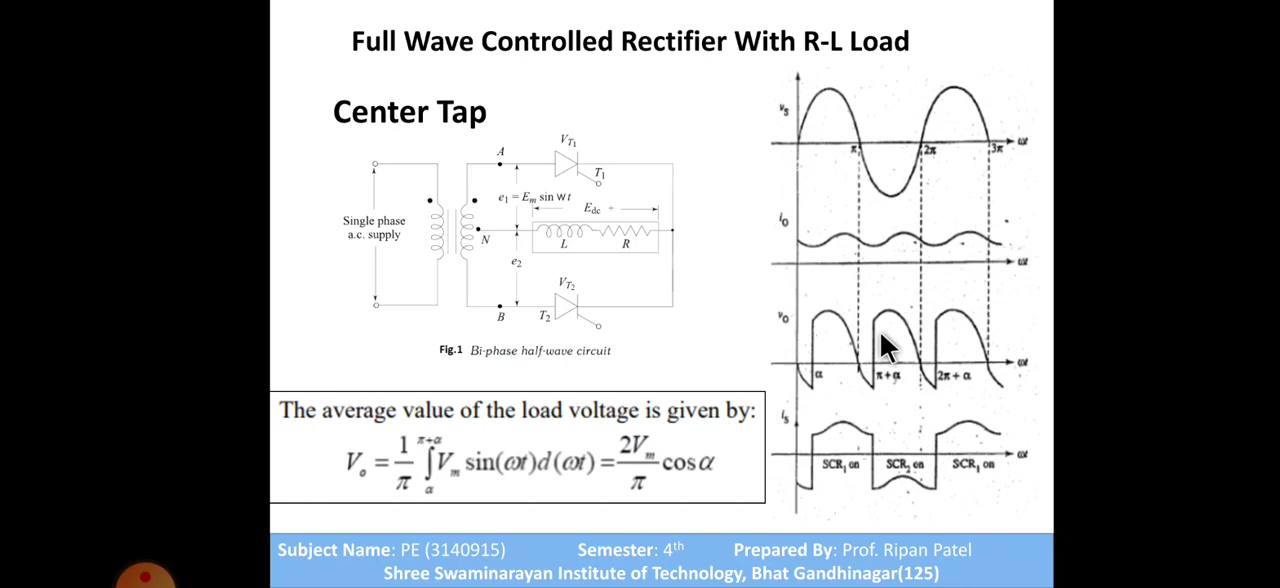 Full Wave Controlled Rectifier With R-L Load
Center Tap
Single phase
a.c. supply
A
V_T1
T1
e1 = Em sin W t
Edc +
N
L
R
e2
V_T2
B
T2
Fig.1 Bi-phase half-wave circuit
vs
π
2π
3π
ωt
io
ωt
vo
α
π+α
2π+α
ωt
is
SCR1 on
SCR2 on
SCR1 on
ωt
The average value of the load voltage is given by:
Vo = 1/π ∫_α^(π+α) Vm sin(ωt)d(ωt) = 2Vm/π cosα
Subject Name: PE (3140915) Semester: 4th Prepared By: Prof. Ripan Patel
Shree Swaminarayan Institute of Technology, Bhat Gandhinagar(125)